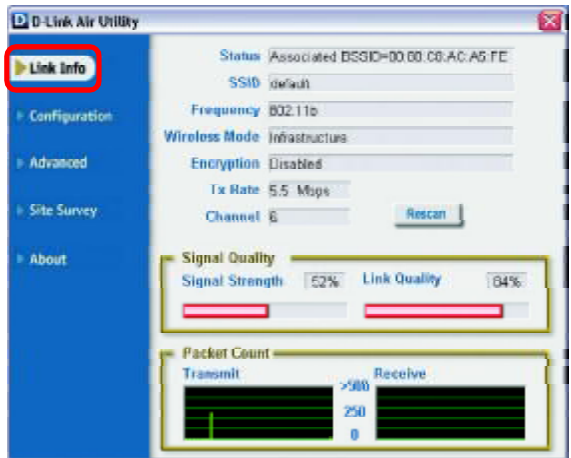 D-Link Air Utility
Link Info
Configuration
Advanced
Site Survey
About
Status Associated BSSID=00:80:C8:AC:A5:FE
SSID default
Frequency 802.11b
Wireless Mode Infrastructure
Encryption Disabled
Tx Rate 5.5 Mbps
Channel 6
Rescan
Signal Quality
Signal Strength 52% Link Quality 84%
Packet Count
Transmit Receive
>500
250
0